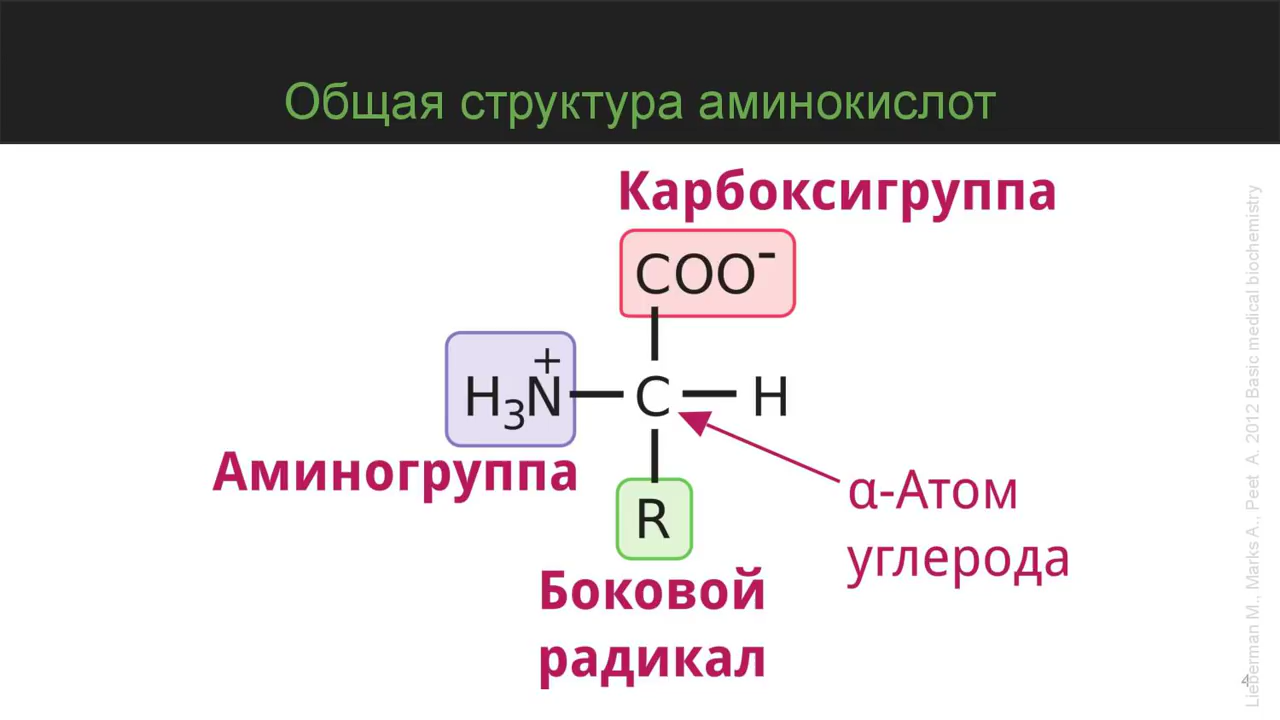 Общая структура аминокислот
Карбоксигруппа
COO⁻
H₃N⁺ — C — H
Аминогруппа
R
α-Атом
углерода
Боковой
радикал
Lieberman M., Marks A., Peet A. 2012 Basic medical biochemistry
4